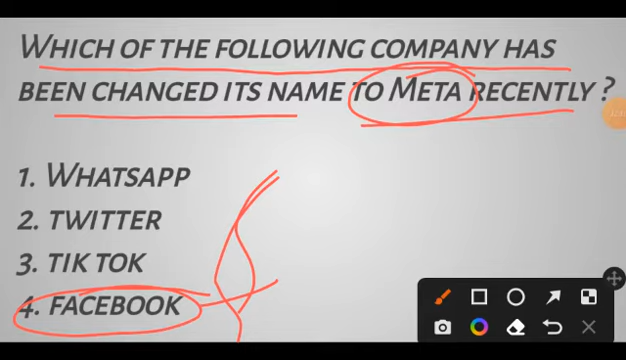 WHICH OF THE FOLLOWING COMPANY HAS
BEEN CHANGED ITS NAME TO META RECENTLY ?
1. WHATSAPP
2. TWITTER
3. TIK TOK
4. FACEBOOK